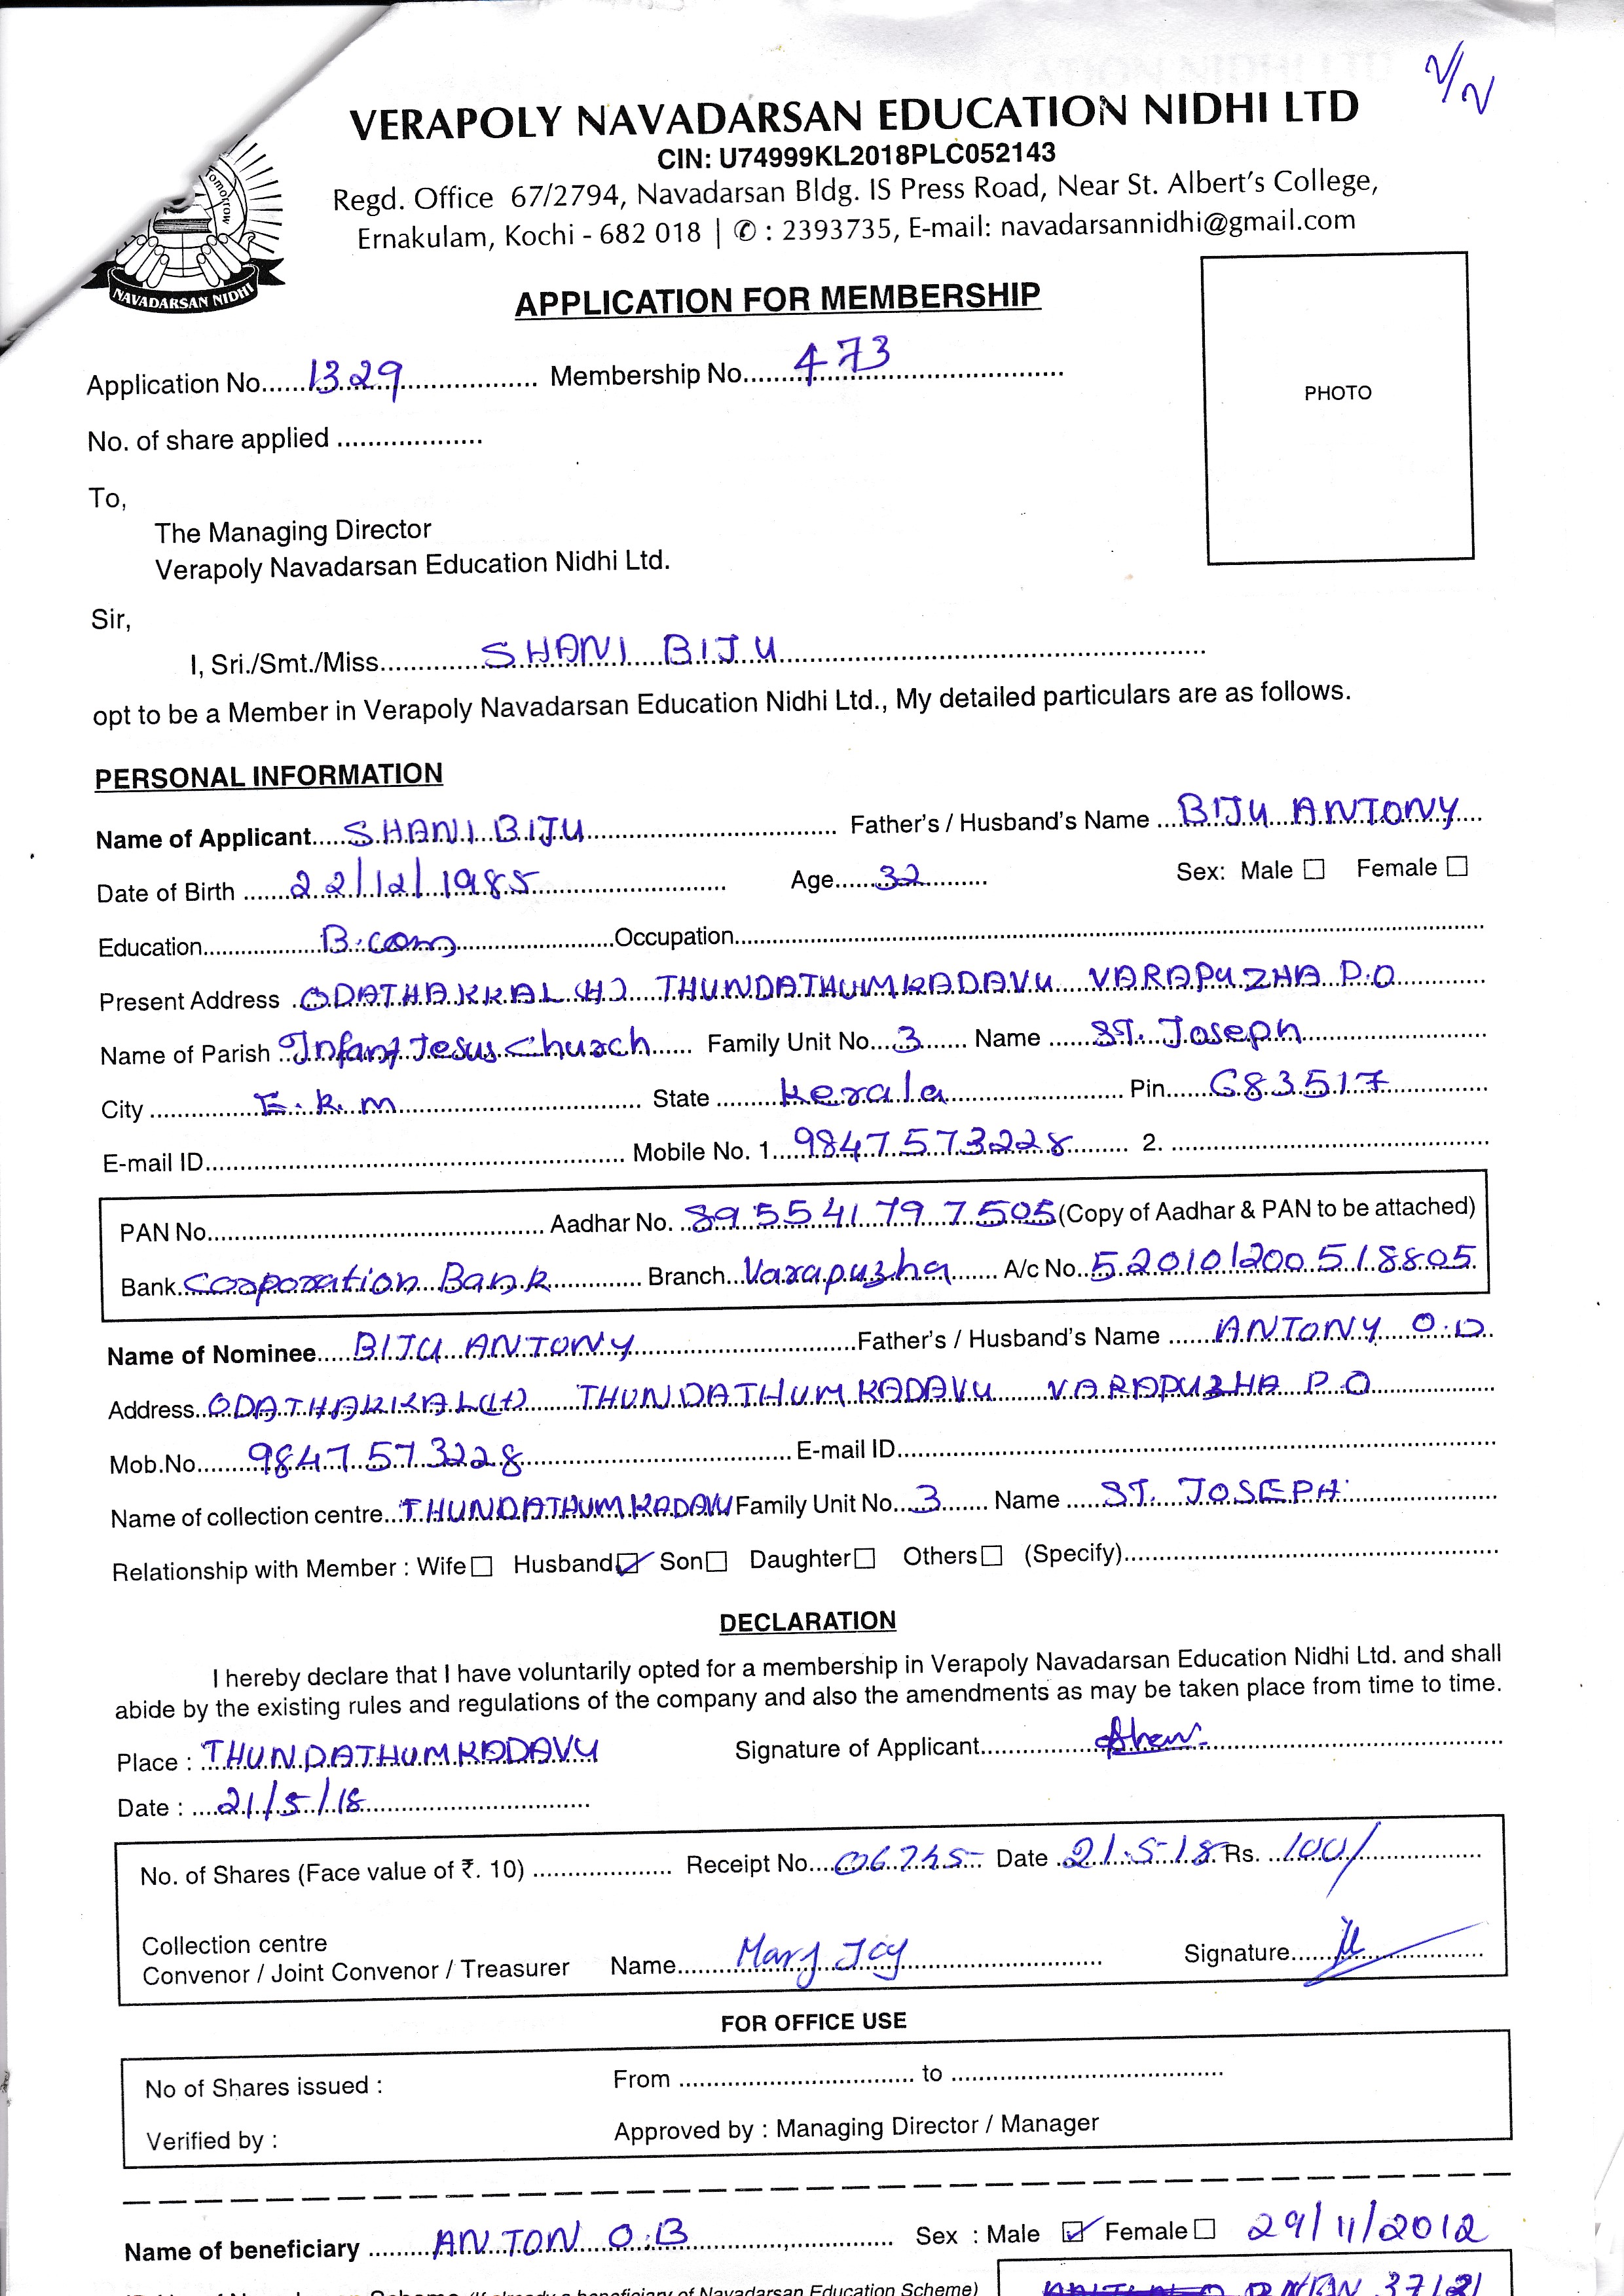 VERAPOLY NAVADARSAN EDUCATION NIDHI LTD
CIN: U74999KL2018PLC052143
Regd. Office 67/2794, Navadarsan Bldg. IS Press Road, Near St. Albert's College,
Ernakulam, Kochi - 682 018 | ✆ : 2393735, E-mail: navadarsannidhi@gmail.com
Tomorrow
NAVADARSAN NIDHI
APPLICATION FOR MEMBERSHIP
Application No. 1329 Membership No. 473
PHOTO
No. of share applied
To,
The Managing Director
Verapoly Navadarsan Education Nidhi Ltd.
Sir,
I, Sri./Smt./Miss SHANI BIJU
opt to be a Member in Verapoly Navadarsan Education Nidhi Ltd., My detailed particulars are as follows.
PERSONAL INFORMATION
Name of Applicant SHANI BIJU Father's / Husband's Name BIJU ANTONY
Date of Birth 22/12/1985 Age 32 Sex: Male ☐ Female ☐
Education B.com Occupation
Present Address ODATHAKKAL (H) THUNDATHUMKADAVU VARAPUZHA P.O
Name of Parish Infant Jesus Church Family Unit No. 3 Name ST. Joseph
City E.K.M State Kerala Pin 683517
E-mail ID Mobile No. 1. 9847573228 2.
PAN No. Aadhar No. 8955 4179 7505 (Copy of Aadhar & PAN to be attached)
Bank Cooporation Bank Branch Varapuzha A/c No. 520101200518805
Name of Nominee BIJU ANTONY Father's / Husband's Name ANTONY O.D
Address ODATHAKKAL (H) THUNDATHUMKADAVU VARAPUZHA P.O
Mob.No. 9847573228 E-mail ID
Name of collection centre THUNDATHUMKADAVU Family Unit No. 3 Name ST. JOSEPH
Relationship with Member : Wife ☐ Husband ☑ Son ☐ Daughter ☐ Others ☐ (Specify)
DECLARATION
I hereby declare that I have voluntarily opted for a membership in Verapoly Navadarsan Education Nidhi Ltd. and shall
abide by the existing rules and regulations of the company and also the amendments as may be taken place from time to time.
Place : THUNDATHUMKADAVU Signature of Applicant Shani
Date : 21/5/18
No. of Shares (Face value of ₹. 10) Receipt No. 06745 Date 21.5.18 Rs. 100/
Collection centre
Convenor / Joint Convenor / Treasurer Name Mary Joy Signature
FOR OFFICE USE
No of Shares issued : From to
Verified by : Approved by : Managing Director / Manager
Name of beneficiary ANTON O.B Sex : Male ☑ Female ☐ 29/11/2012
(If already a beneficiary of Navadarsan Education Scheme)